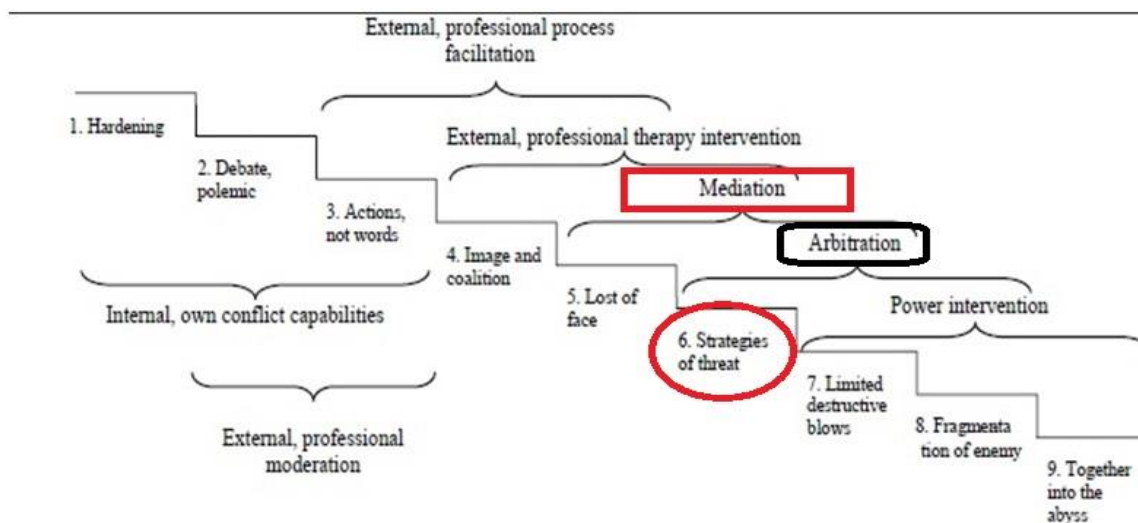 External, professional process
facilitation
1. Hardening
External, professional therapy intervention
2. Debate,
polemic
Mediation
3. Actions,
not words
Arbitration
4. Image and
coalition
5. Lost of
face
Internal, own conflict capabilities
Power intervention
6. Strategies
of threat
7. Limited
destructive
blows
8. Fragmenta
tion of enemy
External, professional
moderation
9. Together
into the
abyss